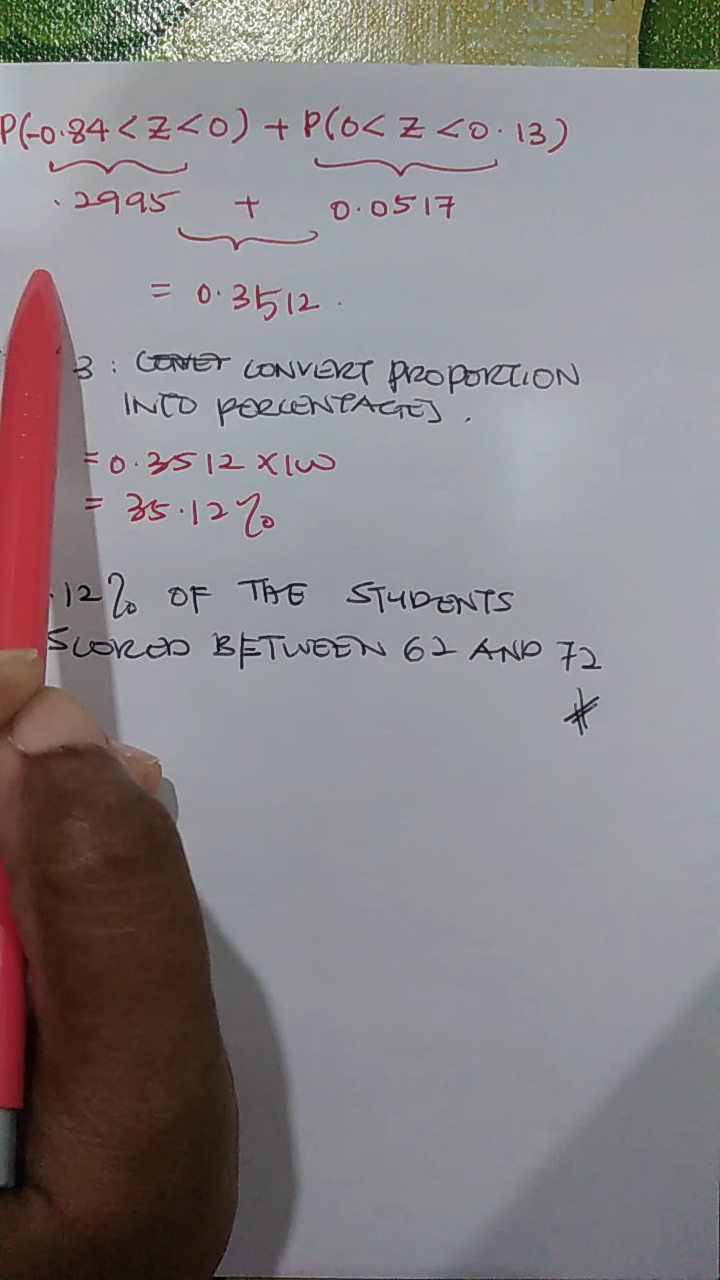 P(-0.84 < Z < 0) + P(0 < Z < 0.13)
.2995 + 0.0517
= 0.3512.
3: CONVERT PROPORTION
INTO PERCENTAGES.
= 0.3512 x 100
= 35.12%
.12% OF THE STUDENTS
SCORED BETWEEN 62 AND 72